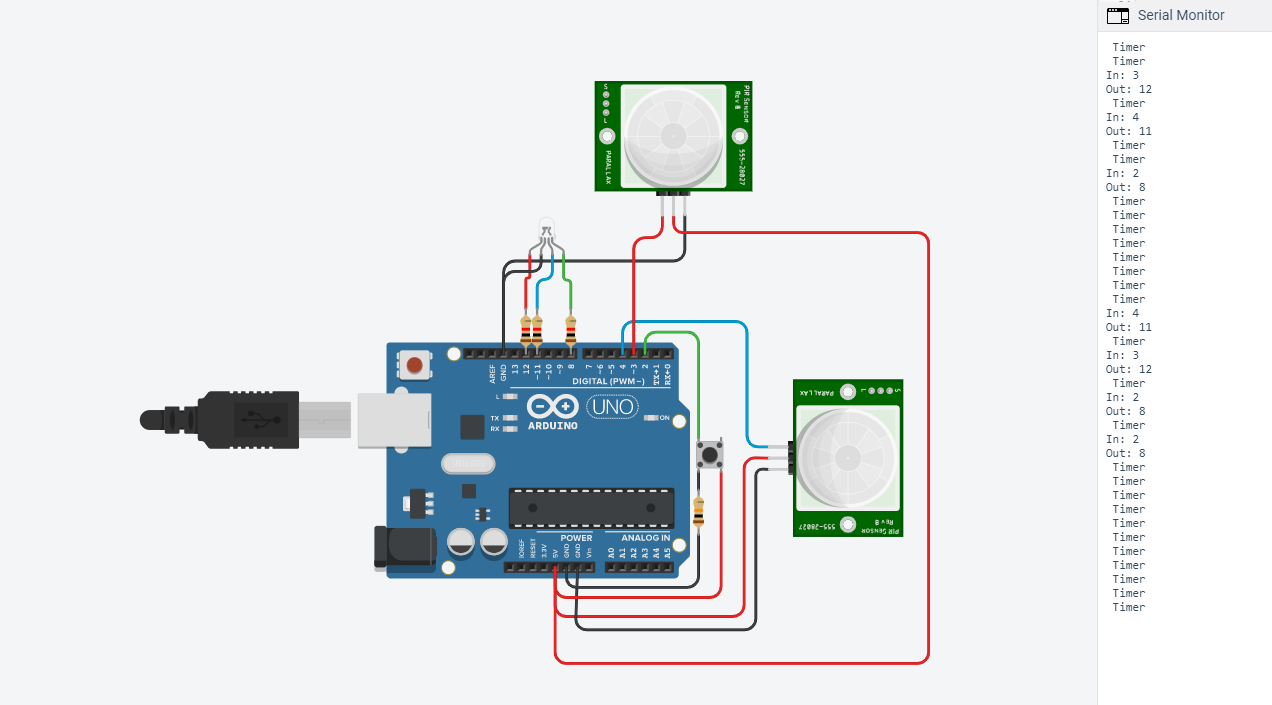 Serial Monitor
Timer
Timer
In: 3
Out: 12
Timer
In: 4
Out: 11
Timer
Timer
In: 2
Out: 8
Timer
Timer
Timer
Timer
Timer
Timer
Timer
Timer
In: 4
Out: 11
Timer
In: 3
Out: 12
Timer
In: 2
Out: 8
Timer
In: 2
Out: 8
Timer
Timer
Timer
Timer
Timer
Timer
Timer
Timer
Timer
Timer
Timer
S
L
PARALLAX
PIR Sensor
Rev B
555-28027
AREF
GND
13
12
~11
~10
~9
8
7
~6
~5
4
~3
2
TX→1
RX←0
DIGITAL (PWM~)
L
TX
RX
ON
UNO
ARDUINO
POWER
ANALOG IN
IOREF
RESET
3.3V
5V
GND
GND
Vin
A0
A1
A2
A3
A4
A5
PARALLAX
L
S
555-28027
PIR SENSOR
Rev B